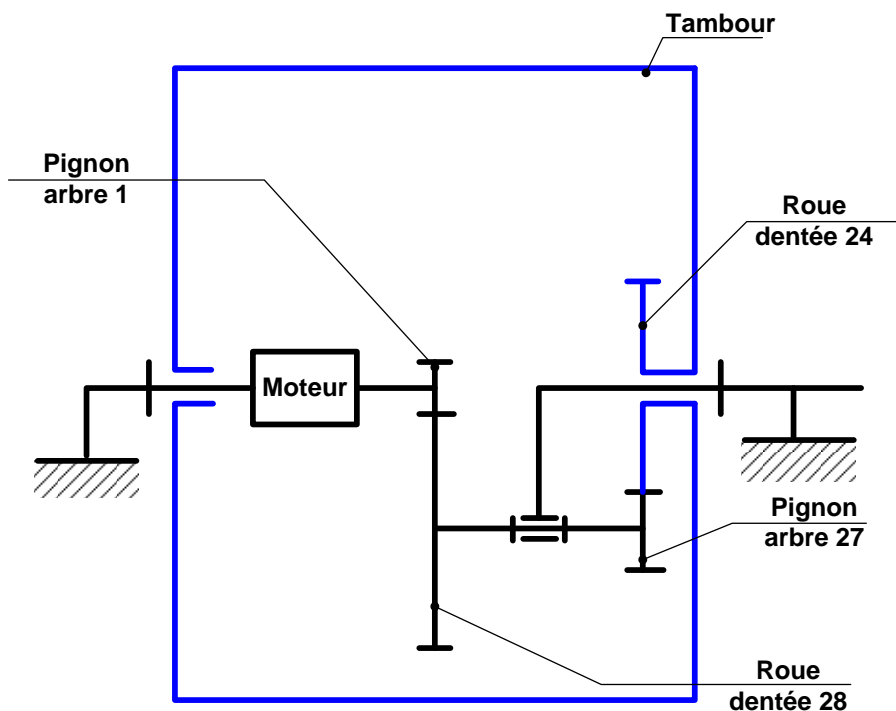 Tambour
Pignon
arbre 1
Roue
dentée 24
Moteur
Pignon
arbre 27
Roue
dentée 28